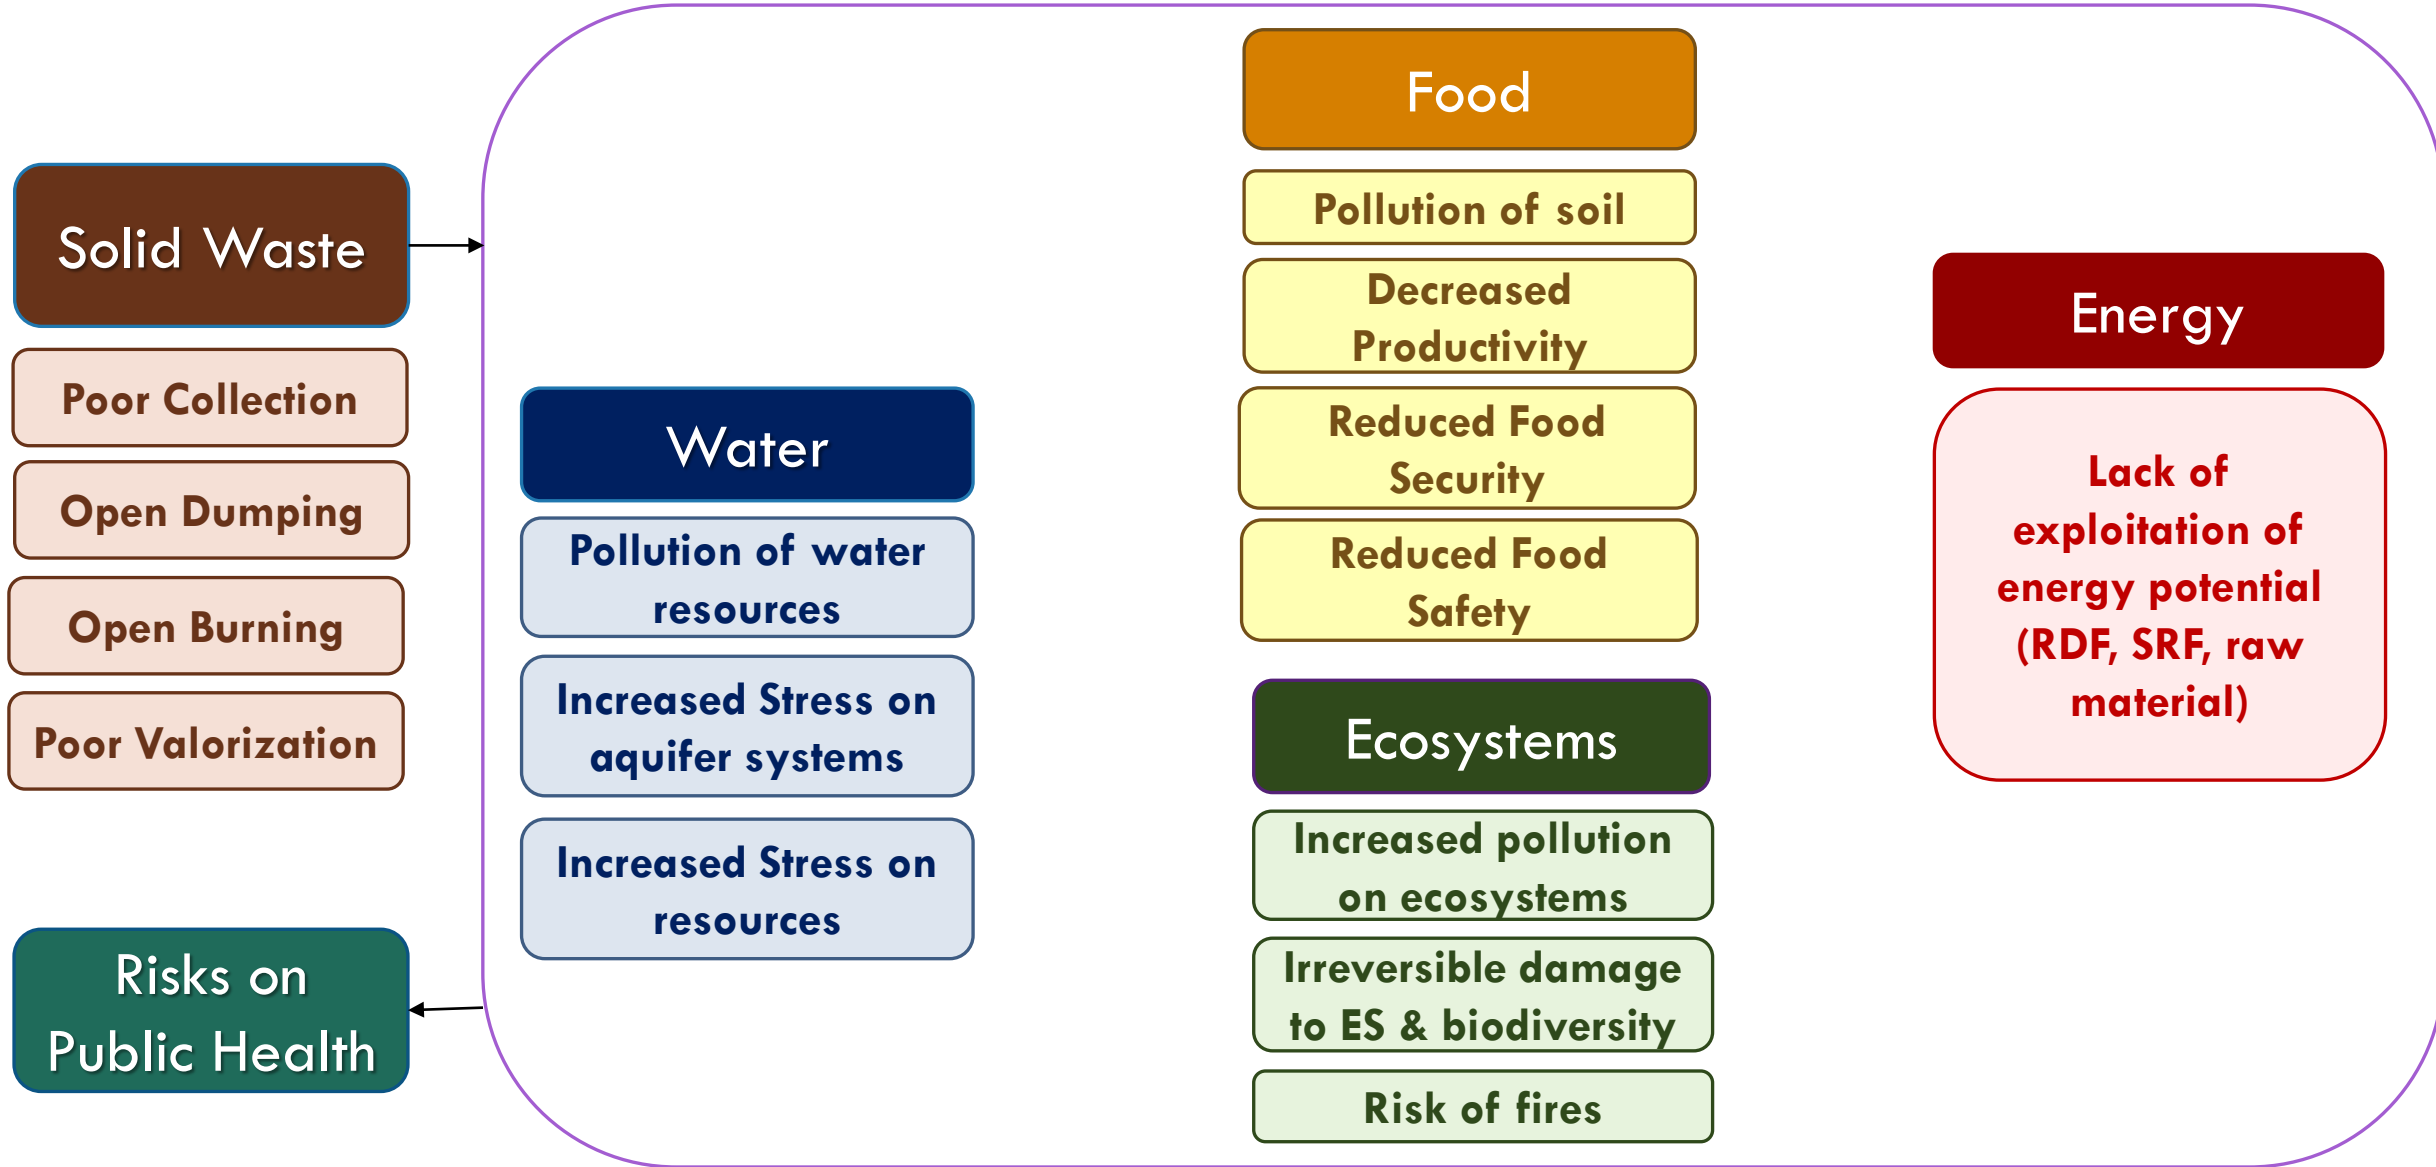 Solid Waste
Poor Collection
Open Dumping
Open Burning
Poor Valorization
Risks on
Public Health
Water
Pollution of water
resources
Increased Stress on
aquifer systems
Increased Stress on
resources
Food
Pollution of soil
Decreased
Productivity
Reduced Food
Security
Reduced Food
Safety
Ecosystems
Increased pollution
on ecosystems
Irreversible damage
to ES & biodiversity
Risk of fires
Energy
Lack of
exploitation of
energy potential
(RDF, SRF, raw
material)